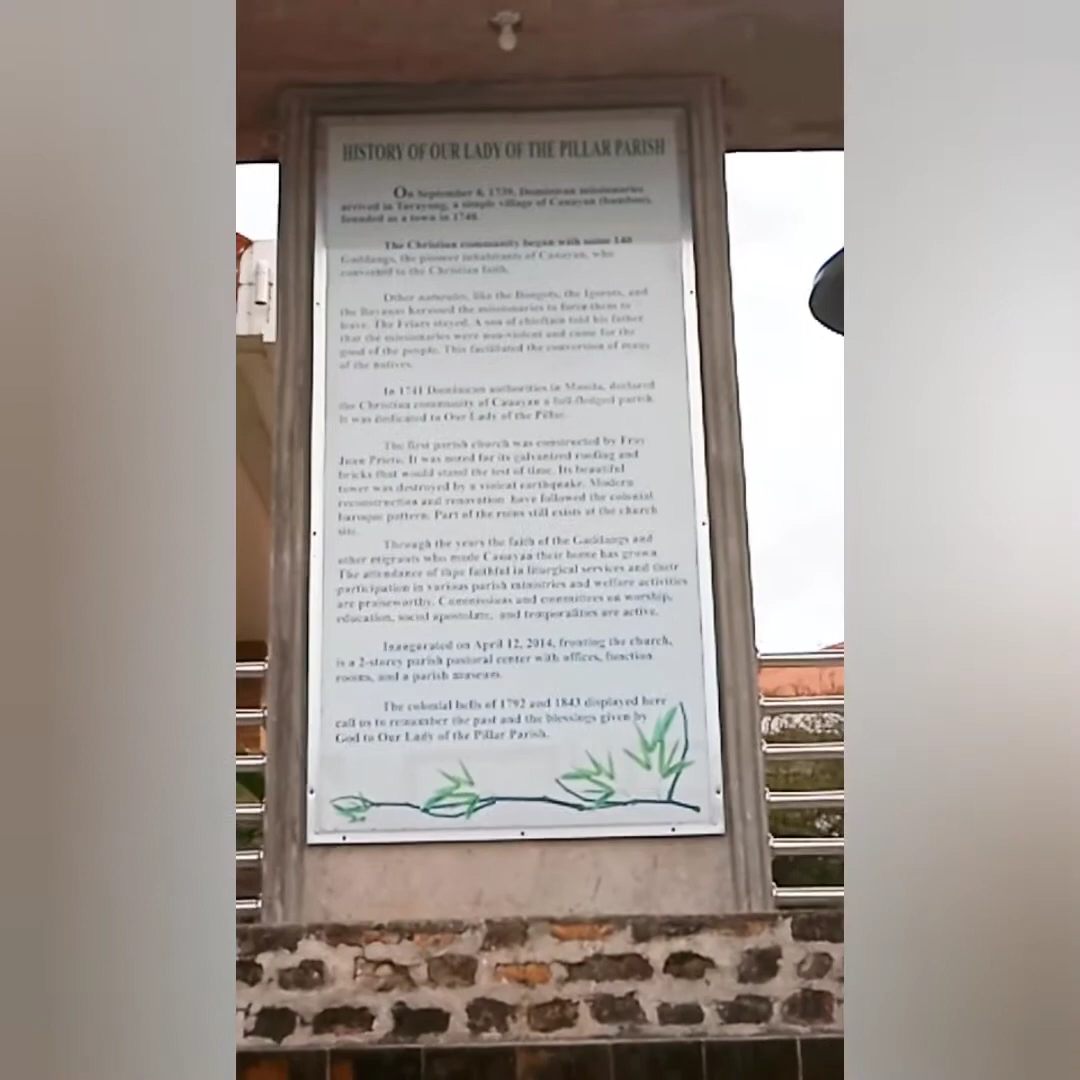 HISTORY OF OUR LADY OF THE PILLAR PARISH
On September 8, 1739, Dominican missionaries
arrived in Tarayong, a simple village of Cauayan (bamboo),
founded as a town in 1740.
The Christian community began with some 140
Gaddangs, the pioneer inhabitants of Cauayan, who
converted to the Christian faith.
Other naturales, like the Ilongots, the Igorots, and
the missionaries to force them to
leave. The Friars stayed. A son of chieftain told his father
that the missionaries were non-violent and came for the
good of the people. This facilitated the conversion of many
of the natives.
In 1741 Dominican authorities in Manila, declared
the Christian community of Cauayan a full-fledged parish.
It was dedicated to Our Lady of the Pillar.
The first parish church was constructed by Fray
Juan Prieto. It was noted for its galvanized roofing and
bricks that would stand the test of time. Its beautiful
tower was destroyed by a violent earthquake. Modern
reconstruction and renovation have followed the colonial
baroque pattern. Part of the ruins still exists at the church
site.
Through the years the faith of the Gaddangs and
other migrants who made Cauayan their home has grown.
The attendance of the faithful in liturgical services and their
participation in various parish ministries and welfare activities
are praiseworthy. Commissions and committees on worship,
education, social apostolate, and temporalities are active.
Inaugurated on April 12, 2014, fronting the church,
is a 2-storey parish pastoral center with offices, function
rooms, and a parish museum.
The colonial bells of 1792 and 1843 displayed here
call us to remember the past and the blessings given by
God to Our Lady of the Pillar Parish.